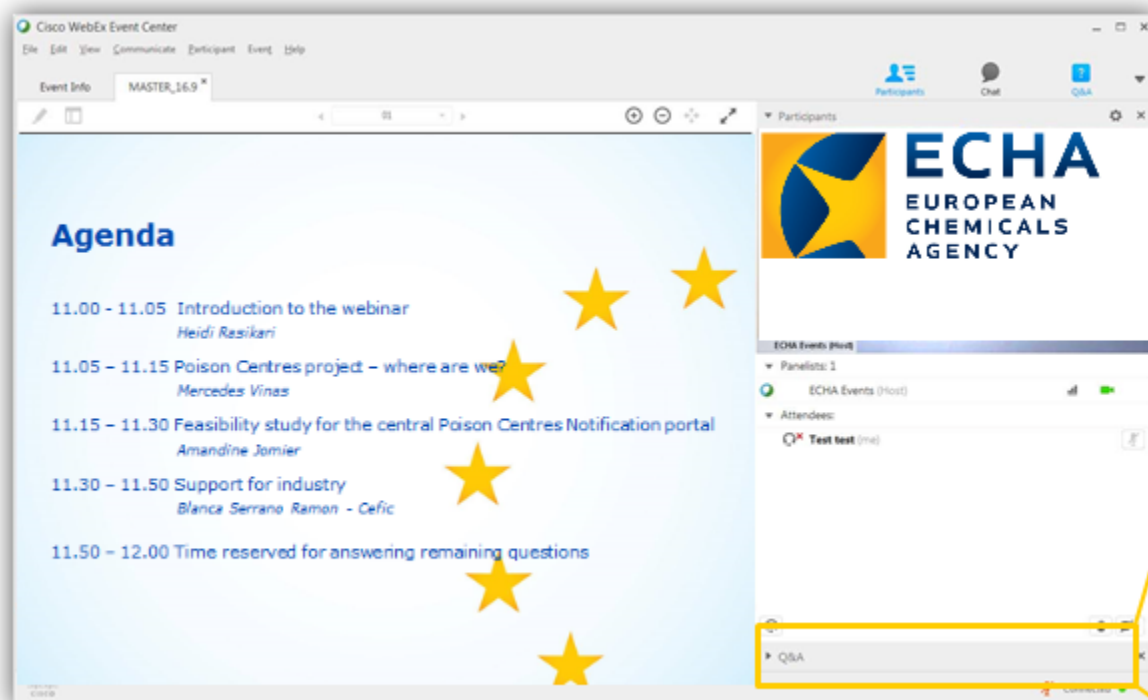 Cisco WebEx Event Center
File Edit View Communicate Participant Event Help
Event Info MASTER_16.9
Participants Chat Q&A
01
Participants
ECHA
EUROPEAN
CHEMICALS
AGENCY
Agenda
11.00 - 11.05 Introduction to the webinar
Heidi Rasikari
11.05 – 11.15 Poison Centres project – where are we?
Mercedes Vinas
11.15 – 11.30 Feasibility study for the central Poison Centres Notification portal
Amandine Jomier
11.30 – 11.50 Support for industry
Blanca Serrano Ramon - Cefic
11.50 – 12.00 Time reserved for answering remaining questions
ECHA Events (Host)
Panelists: 1
ECHA Events (Host)
Attendees:
Test test (me)
Q&A
Connected